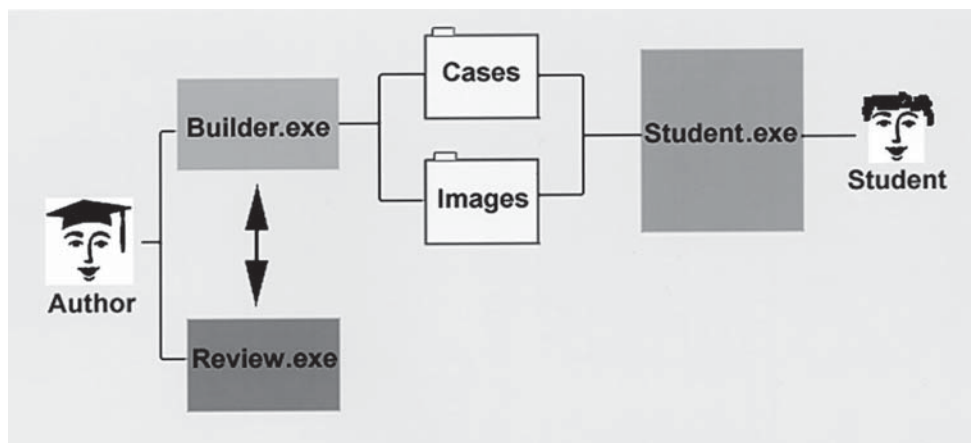 Cases
Builder.exe
Student.exe
Images
Student
Author
Review.exe